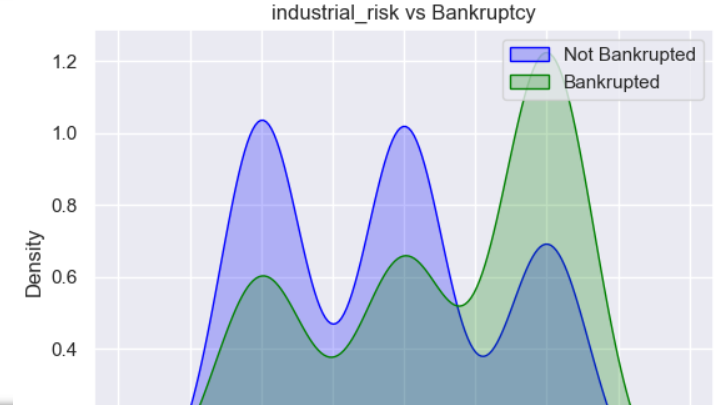 industrial_risk vs Bankruptcy
Not Bankrupted
Bankrupted
1.2
1.0
0.8
0.6
0.4
Density